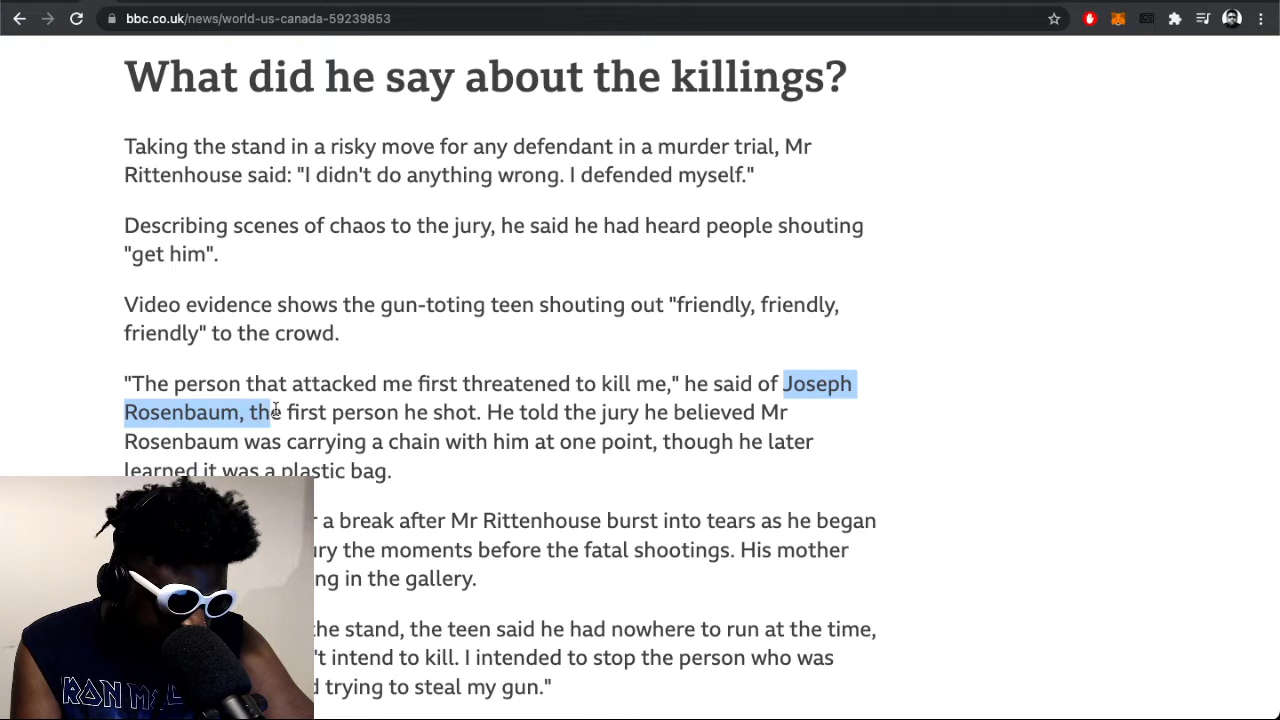 bbc.co.uk/news/world-us-canada-59239853
What did he say about the killings?
Taking the stand in a risky move for any defendant in a murder trial, Mr
Rittenhouse said: "I didn't do anything wrong. I defended myself."
Describing scenes of chaos to the jury, he said he had heard people shouting
"get him".
Video evidence shows the gun-toting teen shouting out "friendly, friendly,
friendly" to the crowd.
"The person that attacked me first threatened to kill me," he said of Joseph
Rosenbaum, the first person he shot. He told the jury he believed Mr
Rosenbaum was carrying a chain with him at one point, though he later
learned it was a plastic bag.
a break after Mr Rittenhouse burst into tears as he began
the moments before the fatal shootings. His mother
in the gallery.
the stand, the teen said he had nowhere to run at the time,
intend to kill. I intended to stop the person who was
trying to steal my gun."
IRON